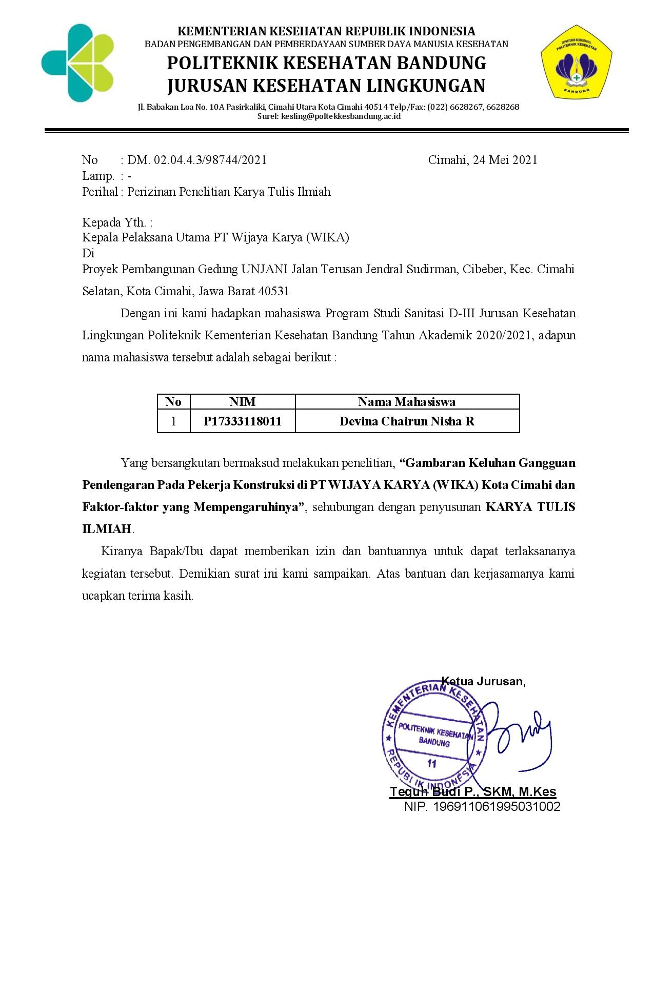 KEMENTERIAN KESEHATAN REPUBLIK INDONESIA
BADAN PENGEMBANGAN DAN PEMBERDAYAAN SUMBER DAYA MANUSIA KESEHATAN
POLITEKNIK KESEHATAN BANDUNG
JURUSAN KESEHATAN LINGKUNGAN
Jl. Babakan Loa No. 10A Pasirkaliki, Cimahi Utara Kota Cimahi 40514 Telp/Fax: (022) 6628267, 6628268
Surel: kesling@poltekkesbandung.ac.id
DEPARTEMEN KESEHATAN R.I.
POLITEKNIK KESEHATAN
BANDUNG
No : DM. 02.04.4.3/98744/2021 Cimahi, 24 Mei 2021
Lamp. : -
Perihal : Perizinan Penelitian Karya Tulis Ilmiah
Kepada Yth. :
Kepala Pelaksana Utama PT Wijaya Karya (WIKA)
Di
Proyek Pembangunan Gedung UNJANI Jalan Terusan Jendral Sudirman, Cibeber, Kec. Cimahi
Selatan, Kota Cimahi, Jawa Barat 40531
Dengan ini kami hadapkan mahasiswa Program Studi Sanitasi D-III Jurusan Kesehatan
Lingkungan Politeknik Kementerian Kesehatan Bandung Tahun Akademik 2020/2021, adapun
nama mahasiswa tersebut adalah sebagai berikut :
No NIM Nama Mahasiswa
1 P17333118011 Devina Chairun Nisha R
Yang bersangkutan bermaksud melakukan penelitian, “Gambaran Keluhan Gangguan
Pendengaran Pada Pekerja Konstruksi di PT WIJAYA KARYA (WIKA) Kota Cimahi dan
Faktor-faktor yang Mempengaruhinya”, sehubungan dengan penyusunan KARYA TULIS
ILMIAH.
Kiranya Bapak/Ibu dapat memberikan izin dan bantuannya untuk dapat terlaksananya
kegiatan tersebut. Demikian surat ini kami sampaikan. Atas bantuan dan kerjasamanya kami
ucapkan terima kasih.
Ketua Jurusan,
KEMENTERIAN KESEHATAN
POLITEKNIK KESEHATAN
BANDUNG
11
REPUBLIK INDONESIA
Teguh Budi P., SKM, M.Kes
NIP. 196911061995031002